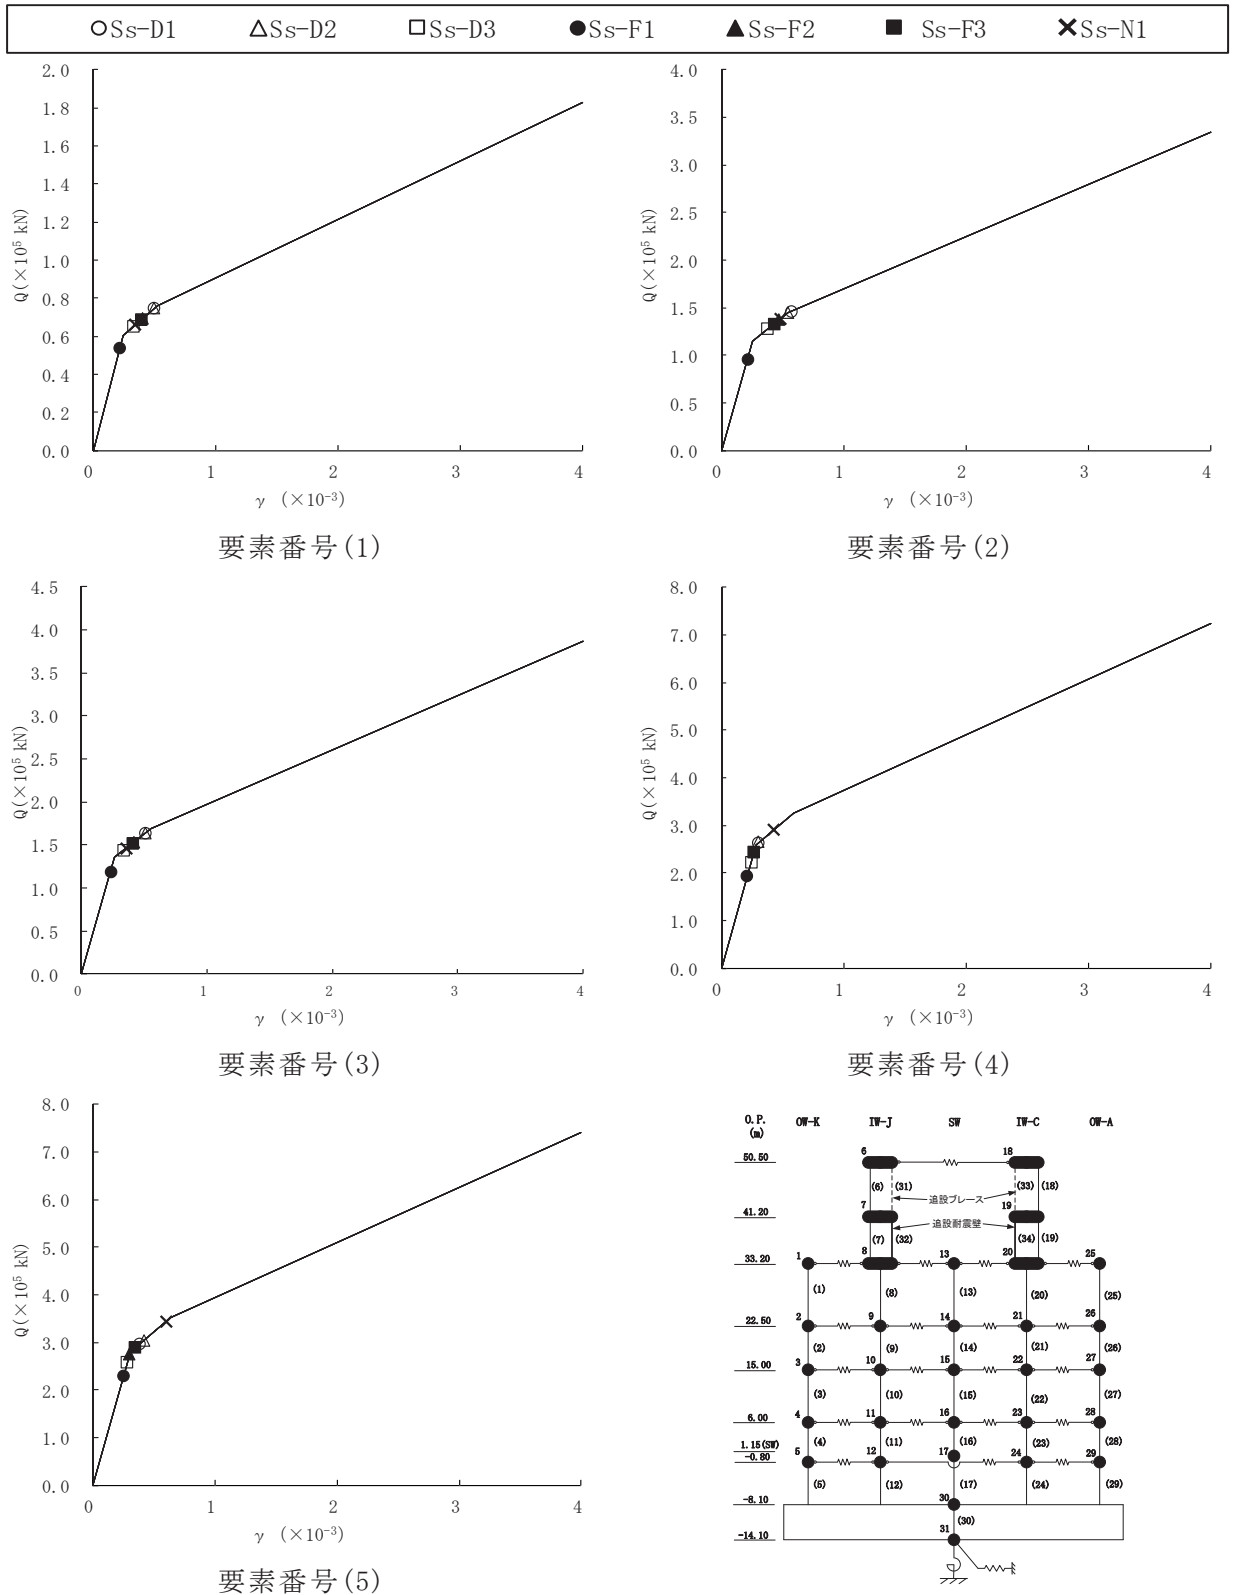 ○Ss-D1 △Ss-D2 □Ss-D3 ●Ss-F1 ▲Ss-F2 ■ Ss-F3 ×Ss-N1
2.0
1.8
1.6
1.4
1.2
1.0
0.8
0.6
0.4
0.2
0.0
Q(×10⁵ kN)
0 1 2 3 4
γ (×10⁻³)
要素番号(1)
4.0
3.5
3.0
2.5
2.0
1.5
1.0
0.5
0.0
Q(×10⁵ kN)
0 1 2 3 4
γ (×10⁻³)
要素番号(2)
4.5
4.0
3.5
3.0
2.5
2.0
1.5
1.0
0.5
0.0
Q(×10⁵ kN)
0 1 2 3 4
γ (×10⁻³)
要素番号(3)
8.0
7.0
6.0
5.0
4.0
3.0
2.0
1.0
0.0
Q(×10⁵ kN)
0 1 2 3 4
γ (×10⁻³)
要素番号(4)
8.0
7.0
6.0
5.0
4.0
3.0
2.0
1.0
0.0
Q(×10⁵ kN)
0 1 2 3 4
γ (×10⁻³)
要素番号(5)
O.P. OW-K IW-J SW IW-C OW-A
(m)
50.50 6 18
(6) (31) (33) (18)
追設ブレース
41.20 7 19
追設耐震壁
(7) (32) (34) (19)
33.20 1 8 13 20 25
(1) (8) (13) (20) (25)
22.50 2 9 14 21 26
(2) (9) (14) (21) (26)
15.00 3 10 15 22 27
(3) (10) (15) (22) (27)
6.00 4 11 16 23 28
(4) (11) (16) (23) (28)
1.15(SW) 17
-0.80 5 12 24 29
(5) (12) (17) (24) (29)
-8.10 30
(30)
-14.10 31